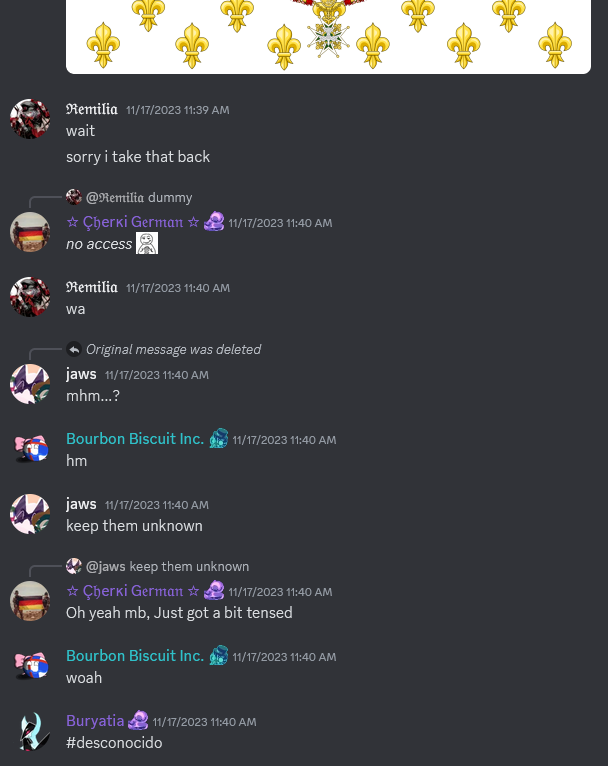 ℜ𝔢𝔪𝔦𝔩𝔦𝔞 11/17/2023 11:39 AM
wait
sorry i take that back
@ℜ𝔢𝔪𝔦𝔩𝔦𝔞 dummy
☆ Çɧerкi G𝔢𝔯𝔪𝔞𝔫 ☆ 11/17/2023 11:40 AM
no access
ℜ𝔢𝔪𝔦𝔩𝔦𝔞 11/17/2023 11:40 AM
wa
Original message was deleted
jaws 11/17/2023 11:40 AM
mhm...?
Bourbon Biscuit Inc. 11/17/2023 11:40 AM
hm
jaws 11/17/2023 11:40 AM
keep them unknown
@jaws keep them unknown
☆ Çɧerкi G𝔢𝔯𝔪𝔞𝔫 ☆ 11/17/2023 11:40 AM
Oh yeah mb, Just got a bit tensed
Bourbon Biscuit Inc. 11/17/2023 11:40 AM
woah
Buryatia 11/17/2023 11:40 AM
#desconocido